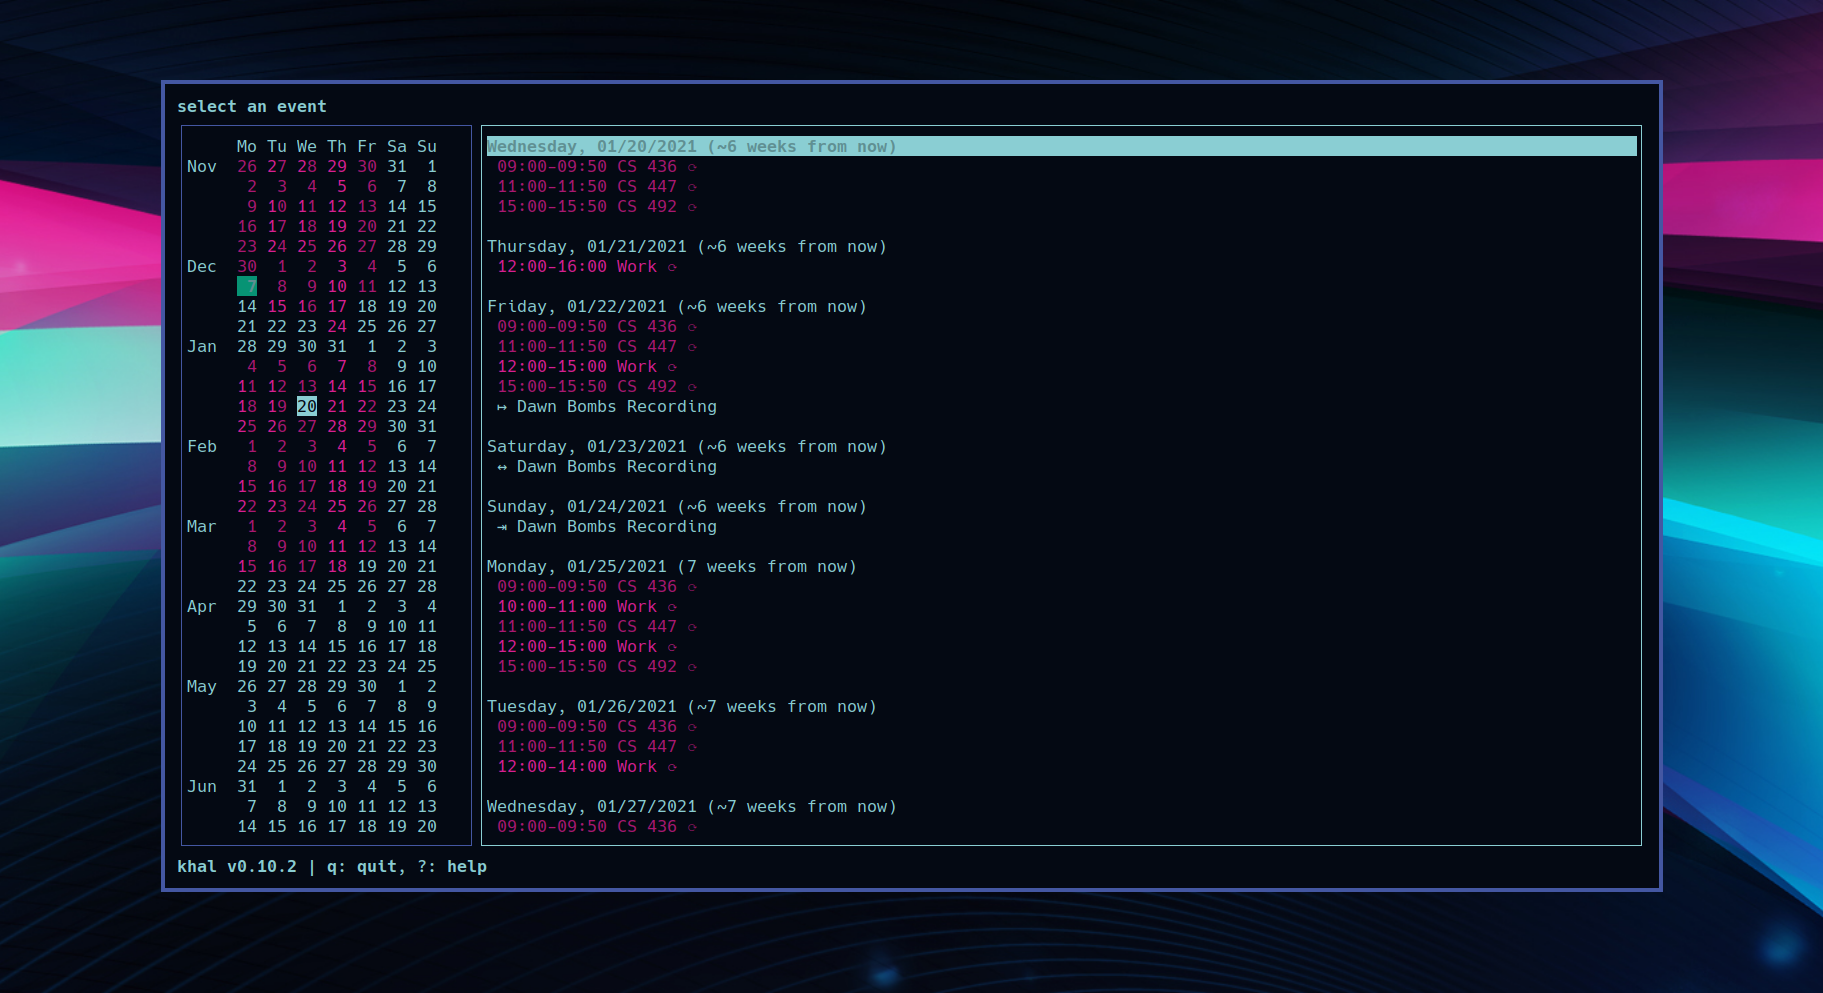 select an event
Mo Tu We Th Fr Sa Su
Nov 26 27 28 29 30 31 1
2 3 4 5 6 7 8
9 10 11 12 13 14 15
16 17 18 19 20 21 22
23 24 25 26 27 28 29
Dec 30 1 2 3 4 5 6
7 8 9 10 11 12 13
14 15 16 17 18 19 20
21 22 23 24 25 26 27
Jan 28 29 30 31 1 2 3
4 5 6 7 8 9 10
11 12 13 14 15 16 17
18 19 20 21 22 23 24
25 26 27 28 29 30 31
Feb 1 2 3 4 5 6 7
8 9 10 11 12 13 14
15 16 17 18 19 20 21
22 23 24 25 26 27 28
Mar 1 2 3 4 5 6 7
8 9 10 11 12 13 14
15 16 17 18 19 20 21
22 23 24 25 26 27 28
Apr 29 30 31 1 2 3 4
5 6 7 8 9 10 11
12 13 14 15 16 17 18
19 20 21 22 23 24 25
May 26 27 28 29 30 1 2
3 4 5 6 7 8 9
10 11 12 13 14 15 16
17 18 19 20 21 22 23
24 25 26 27 28 29 30
Jun 31 1 2 3 4 5 6
7 8 9 10 11 12 13
14 15 16 17 18 19 20
Wednesday, 01/20/2021 (~6 weeks from now)
09:00-09:50 CS 436 ⟳
11:00-11:50 CS 447 ⟳
15:00-15:50 CS 492 ⟳
Thursday, 01/21/2021 (~6 weeks from now)
12:00-16:00 Work ⟳
Friday, 01/22/2021 (~6 weeks from now)
09:00-09:50 CS 436 ⟳
11:00-11:50 CS 447 ⟳
12:00-15:00 Work ⟳
15:00-15:50 CS 492 ⟳
↦ Dawn Bombs Recording
Saturday, 01/23/2021 (~6 weeks from now)
↔ Dawn Bombs Recording
Sunday, 01/24/2021 (~6 weeks from now)
⇥ Dawn Bombs Recording
Monday, 01/25/2021 (7 weeks from now)
09:00-09:50 CS 436 ⟳
10:00-11:00 Work ⟳
11:00-11:50 CS 447 ⟳
12:00-15:00 Work ⟳
15:00-15:50 CS 492 ⟳
Tuesday, 01/26/2021 (~7 weeks from now)
09:00-09:50 CS 436 ⟳
11:00-11:50 CS 447 ⟳
12:00-14:00 Work ⟳
Wednesday, 01/27/2021 (~7 weeks from now)
09:00-09:50 CS 436 ⟳
khal v0.10.2 | q: quit, ?: help